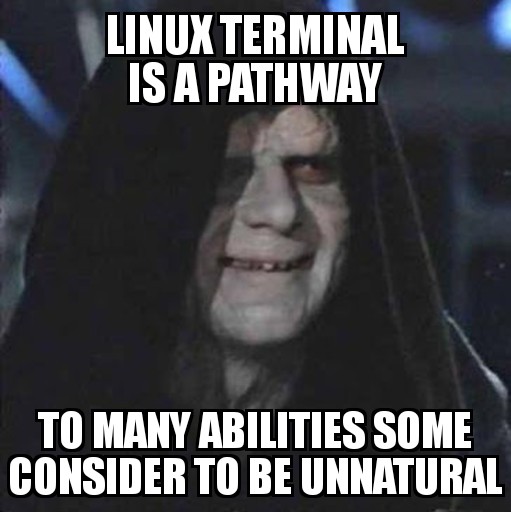 LINUX TERMINAL
IS A PATHWAY
TO MANY ABILITIES SOME
CONSIDER TO BE UNNATURAL